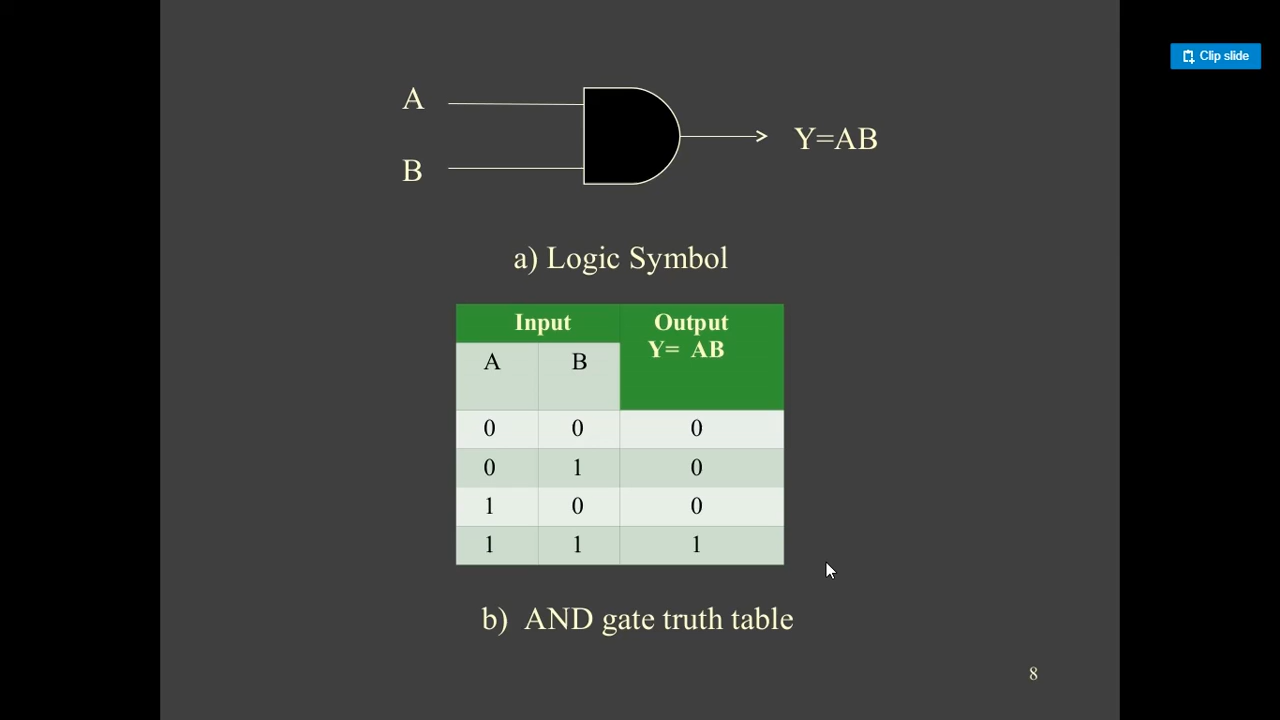 Clip slide
A
B
Y=AB
a) Logic Symbol
Input Output
Y= AB
A B
0 0 0
0 1 0
1 0 0
1 1 1
b) AND gate truth table
8